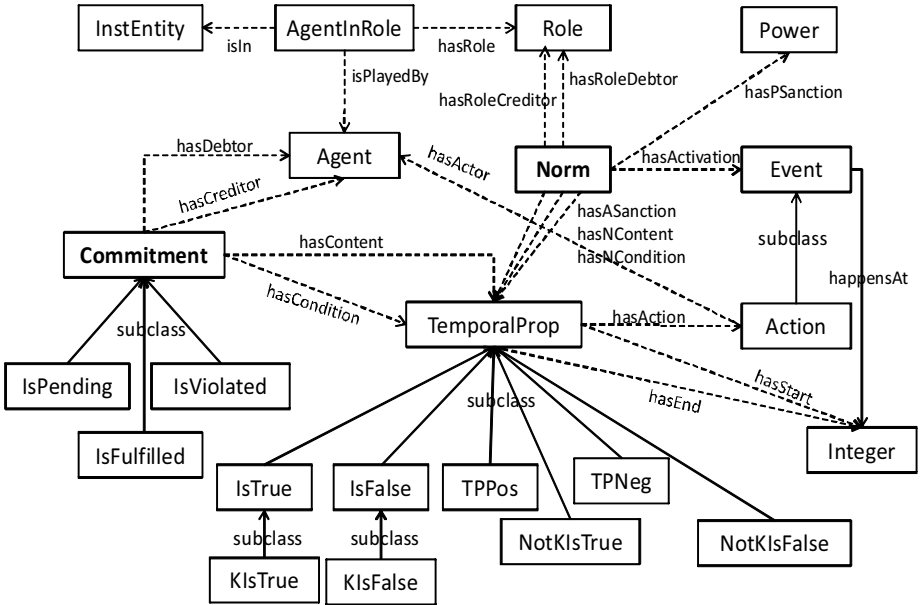 InstEntity
AgentInRole
Role
Power
isIn
hasRole
isPlayedBy
hasRoleDebtor
hasRoleCreditor
hasPSanction
hasDebtor
Agent
hasActor
Norm
hasActivation
Event
hasCreditor
hasASanction
hasNContent
hasNCondition
subclass
Commitment
hasContent
happensAt
hasCondition
TemporalProp
hasAction
Action
subclass
IsPending
IsViolated
hasStart
hasEnd
subclass
IsFulfilled
Integer
IsTrue
IsFalse
TPPos
TPNeg
subclass
subclass
NotKIsTrue
NotKIsFalse
KIsTrue
KIsFalse